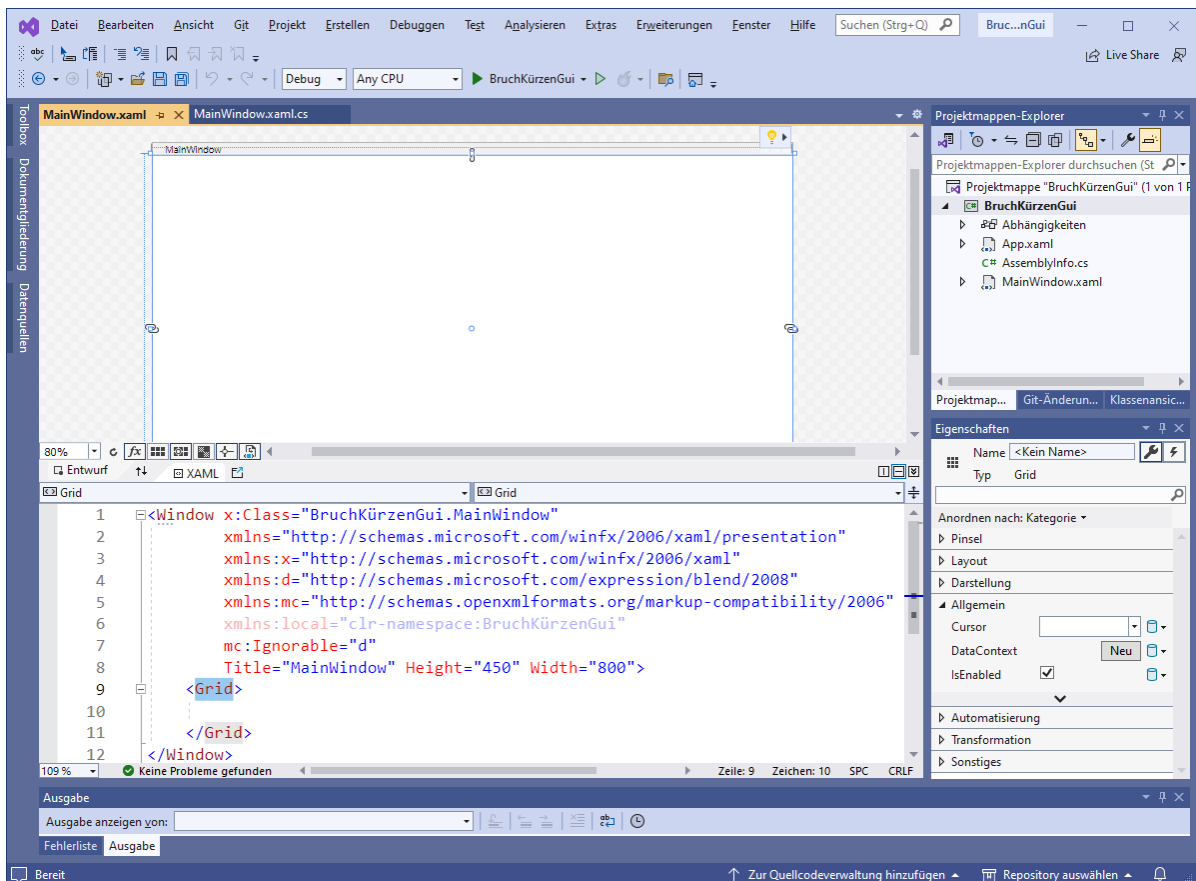 Datei Bearbeiten Ansicht Git Projekt Erstellen Debuggen Test Analysieren Extras Erweiterungen Fenster Hilfe Suchen (Strg+Q) Bruc...nGui
abc Live Share
Debug Any CPU BruchKürzenGui
Toolbox
Dokumentgliederung
Datenquellen
MainWindow.xaml MainWindow.xaml.cs
MainWindow
80% fx
Entwurf XAML
Grid Grid
1 <Window x:Class="BruchKürzenGui.MainWindow"
2 xmlns="http://schemas.microsoft.com/winfx/2006/xaml/presentation"
3 xmlns:x="http://schemas.microsoft.com/winfx/2006/xaml"
4 xmlns:d="http://schemas.microsoft.com/expression/blend/2008"
5 xmlns:mc="http://schemas.openxmlformats.org/markup-compatibility/2006"
6 xmlns:local="clr-namespace:BruchKürzenGui"
7 mc:Ignorable="d"
8 Title="MainWindow" Height="450" Width="800">
9 <Grid>
10
11 </Grid>
12 </Window>
109 % Keine Probleme gefunden Zeile: 9 Zeichen: 10 SPC CRLF
Projektmappen-Explorer
Projektmappen-Explorer durchsuchen (St
Projektmappe "BruchKürzenGui" (1 von 1 P
C# BruchKürzenGui
Abhängigkeiten
App.xaml
C# AssemblyInfo.cs
MainWindow.xaml
Projektmap... Git-Änderun... Klassenansic...
Eigenschaften
Name <Kein Name>
Typ Grid
Anordnen nach: Kategorie
Pinsel
Layout
Darstellung
Allgemein
Cursor
DataContext Neu
IsEnabled
Automatisierung
Transformation
Sonstiges
Ausgabe
Ausgabe anzeigen von:
Fehlerliste Ausgabe
Bereit Zur Quellcodeverwaltung hinzufügen Repository auswählen